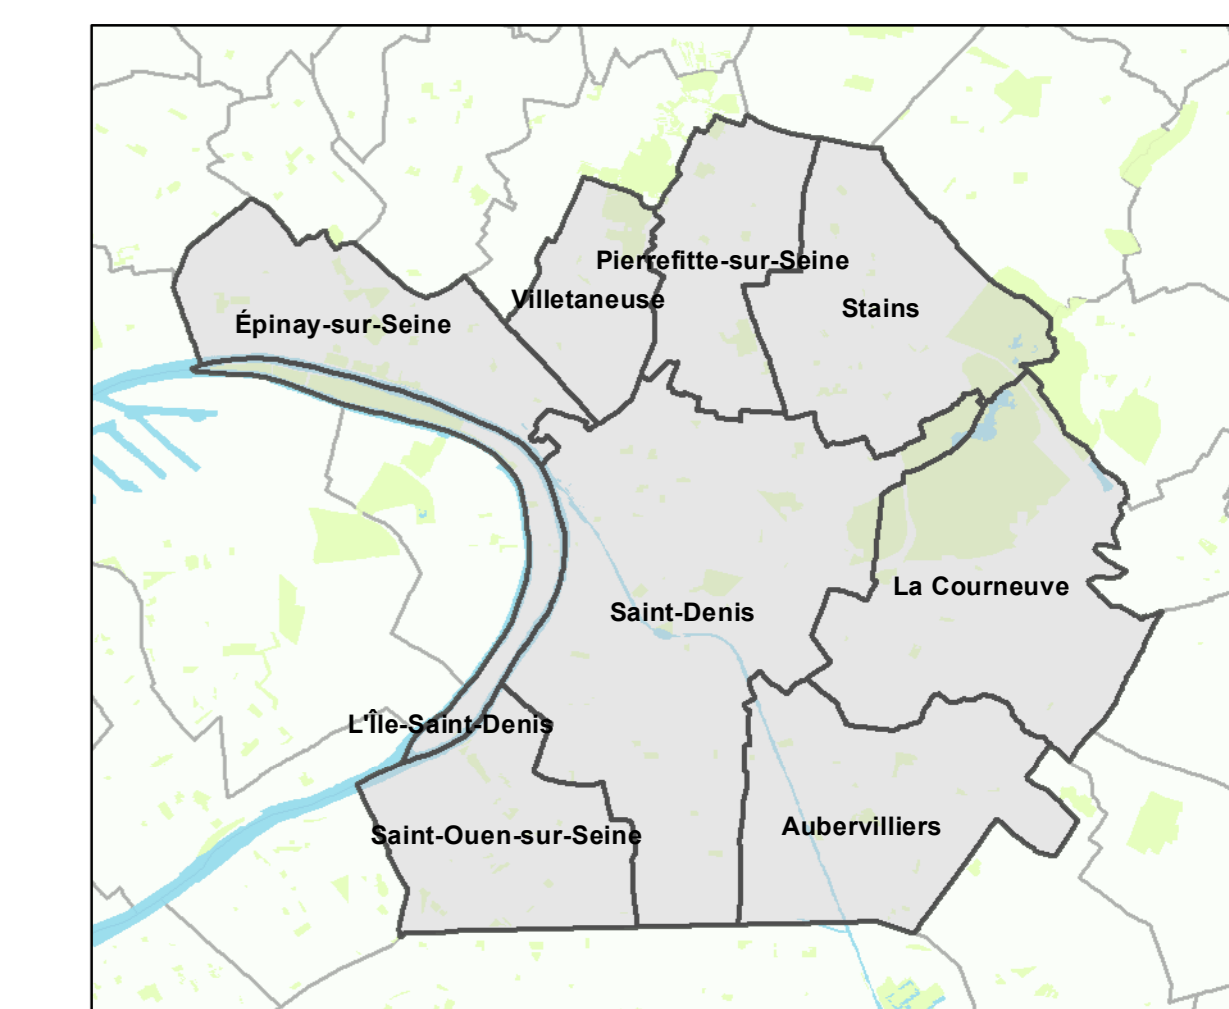 Pierrefitte-sur-Seine
Villetaneuse
Stains
Épinay-sur-Seine
La Courneuve
Saint-Denis
L'Île-Saint-Denis
Aubervilliers
Saint-Ouen-sur-Seine